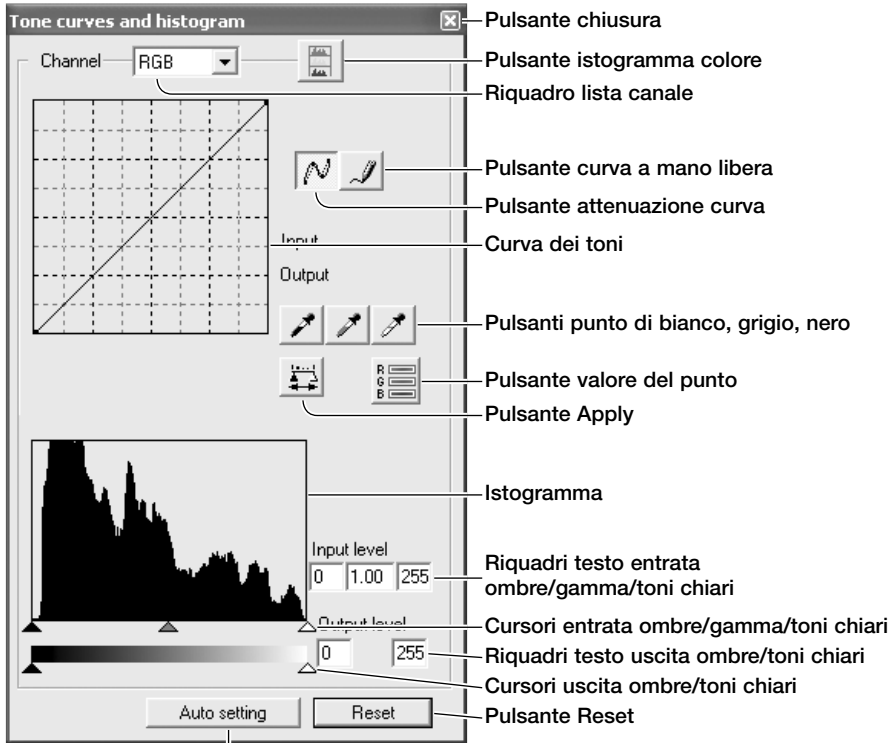 Tone curves and histogram
Pulsante chiusura
Channel
RGB
Pulsante istogramma colore
Riquadro lista canale
Pulsante curva a mano libera
Pulsante attenuazione curva
Input
Curva dei toni
Output
Pulsanti punto di bianco, grigio, nero
R
G
B
Pulsante valore del punto
Pulsante Apply
Istogramma
Input level
0 1.00 255
Riquadri testo entrata
ombre/gamma/toni chiari
Output level
Cursori entrata ombre/gamma/toni chiari
0 255
Riquadri testo uscita ombre/toni chiari
Cursori uscita ombre/toni chiari
Auto setting
Reset
Pulsante Reset